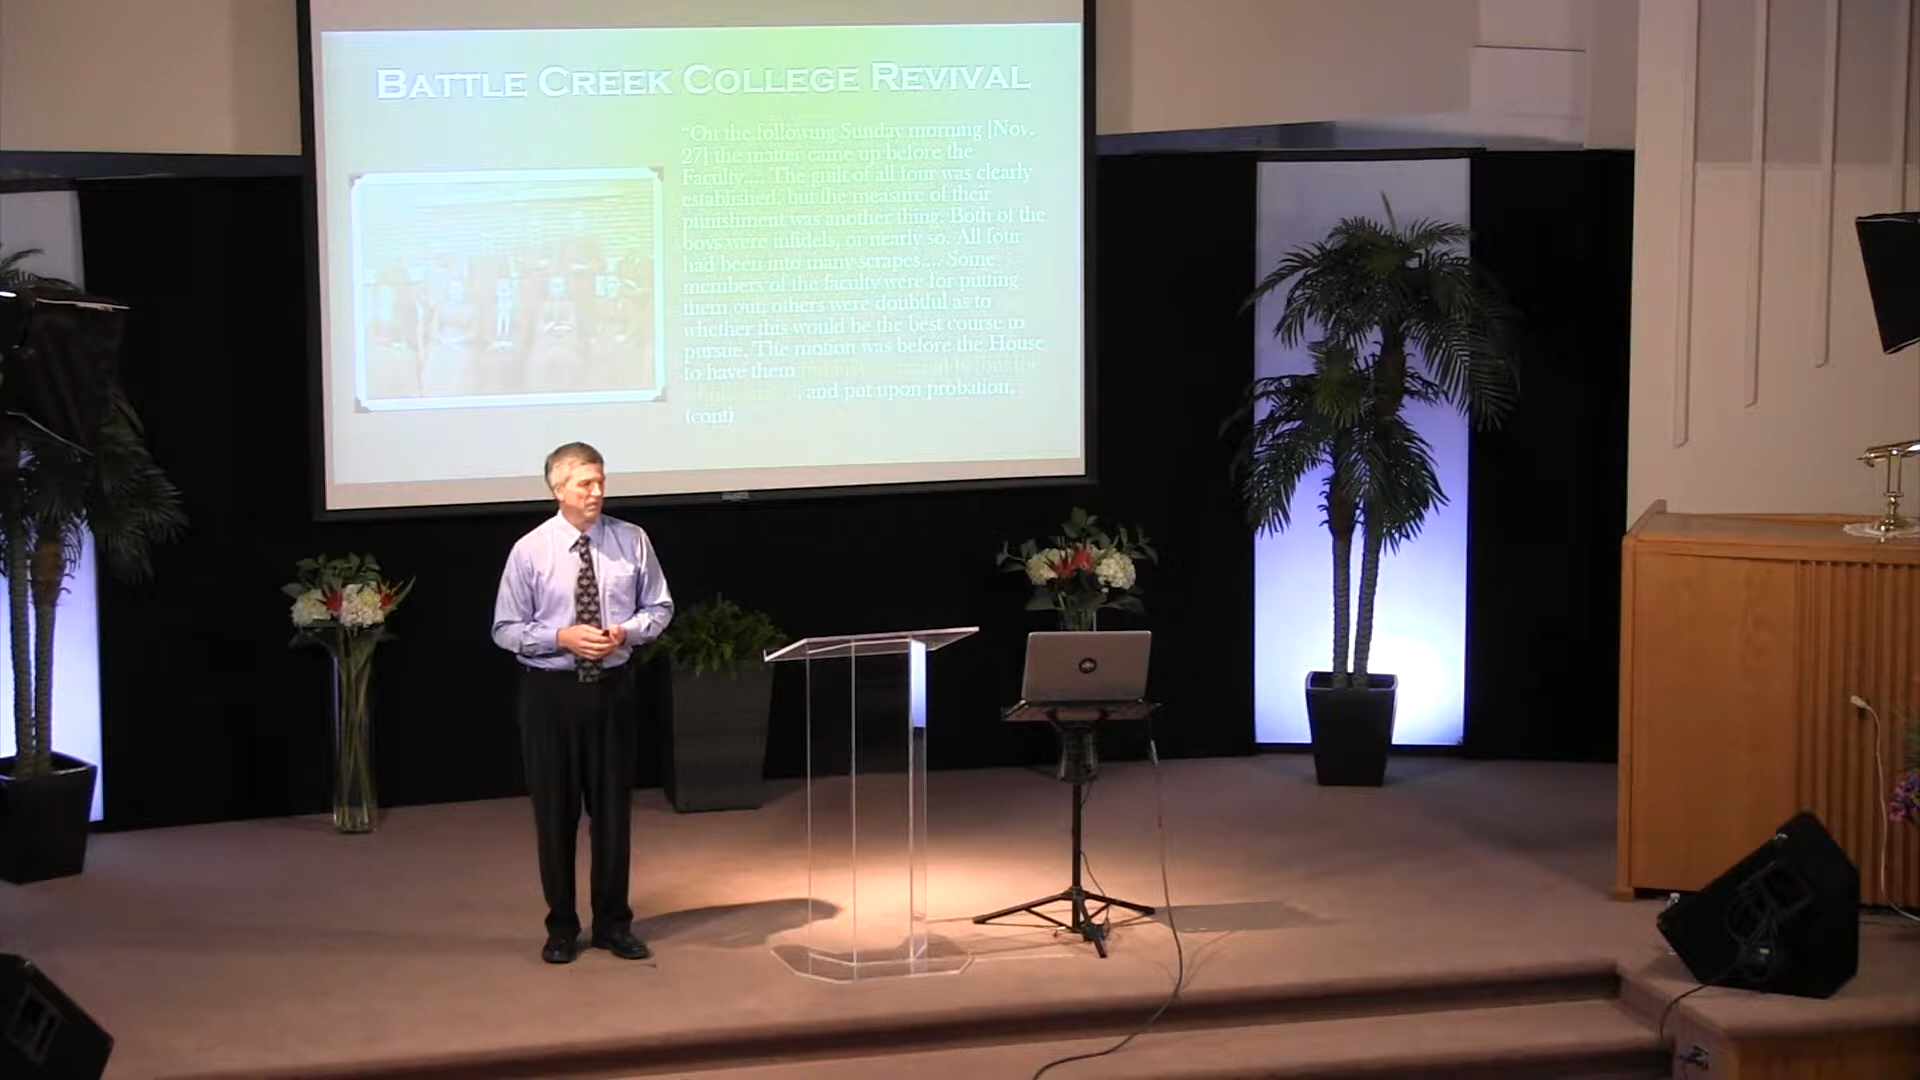 BATTLE CREEK COLLEGE REVIVAL
"On the following Sunday morning [Nov.
27] the matter came up before the
Faculty.... The guilt of all four was clearly
established, but the measure of their
punishment was another thing. Both of the
boys were infidels, or nearly so. All four
had been into many scrapes.... Some
members of the faculty were for putting
them out, others were doubtful as to
whether this would be the best course to
pursue. The motion was before the House
to have them before the
, and put upon probation.
(cont)